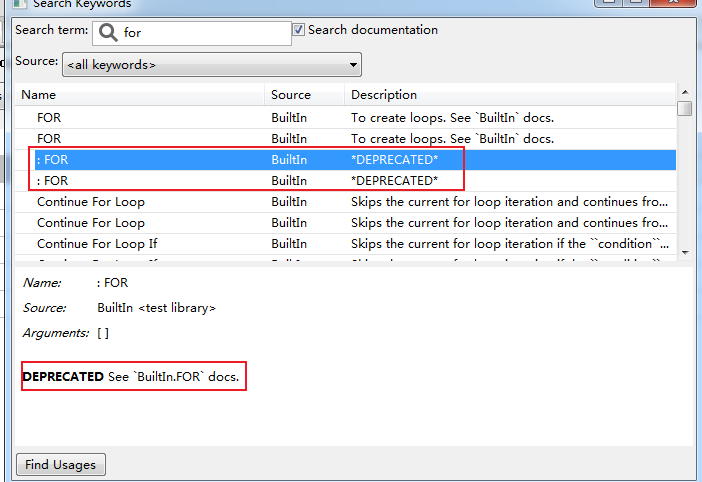 Search Keywords
Search term: for Search documentation
Source: <all keywords>
Name Source Description
FOR BuiltIn To create loops. See `BuiltIn` docs.
FOR BuiltIn To create loops. See `BuiltIn` docs.
: FOR BuiltIn *DEPRECATED*
: FOR BuiltIn *DEPRECATED*
Continue For Loop BuiltIn Skips the current for loop iteration and continues fro...
Continue For Loop BuiltIn Skips the current for loop iteration and continues fro...
Continue For Loop If BuiltIn Skips the current for loop iteration if the ``condition``...
Name: : FOR
Source: BuiltIn <test library>
Arguments: [ ]
DEPRECATED See `BuiltIn.FOR` docs.
Find Usages